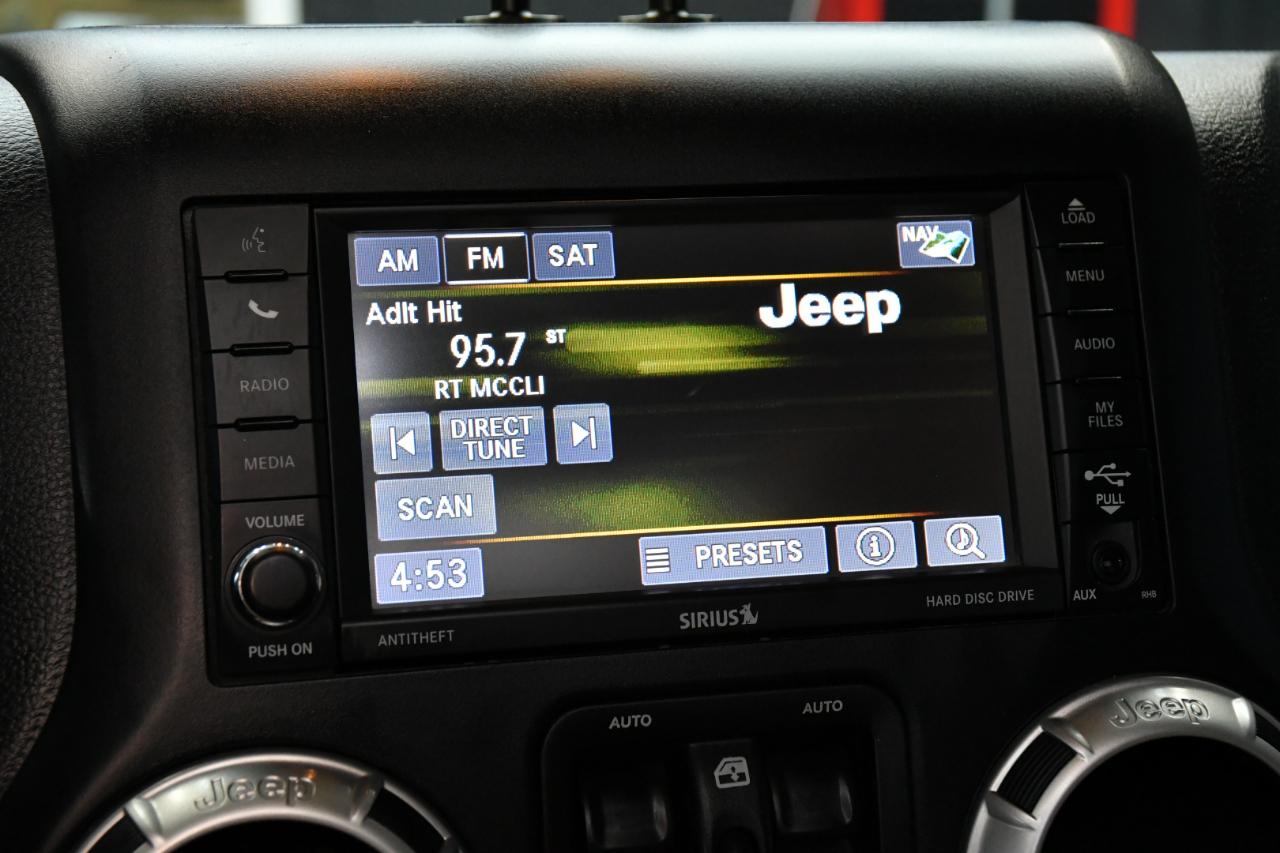 LOAD
AM FM SAT NAV
MENU
Adlt Hit
Jeep
95.7 ST
AUDIO
RADIO
RT MCCLI
MY
FILES
DIRECT
TUNE
MEDIA
SCAN
PULL
VOLUME
PRESETS
4:53
AUX
RHB
HARD DISC DRIVE
SIRIUS
ANTITHEFT
PUSH ON
AUTO AUTO
Jeep
Jeep